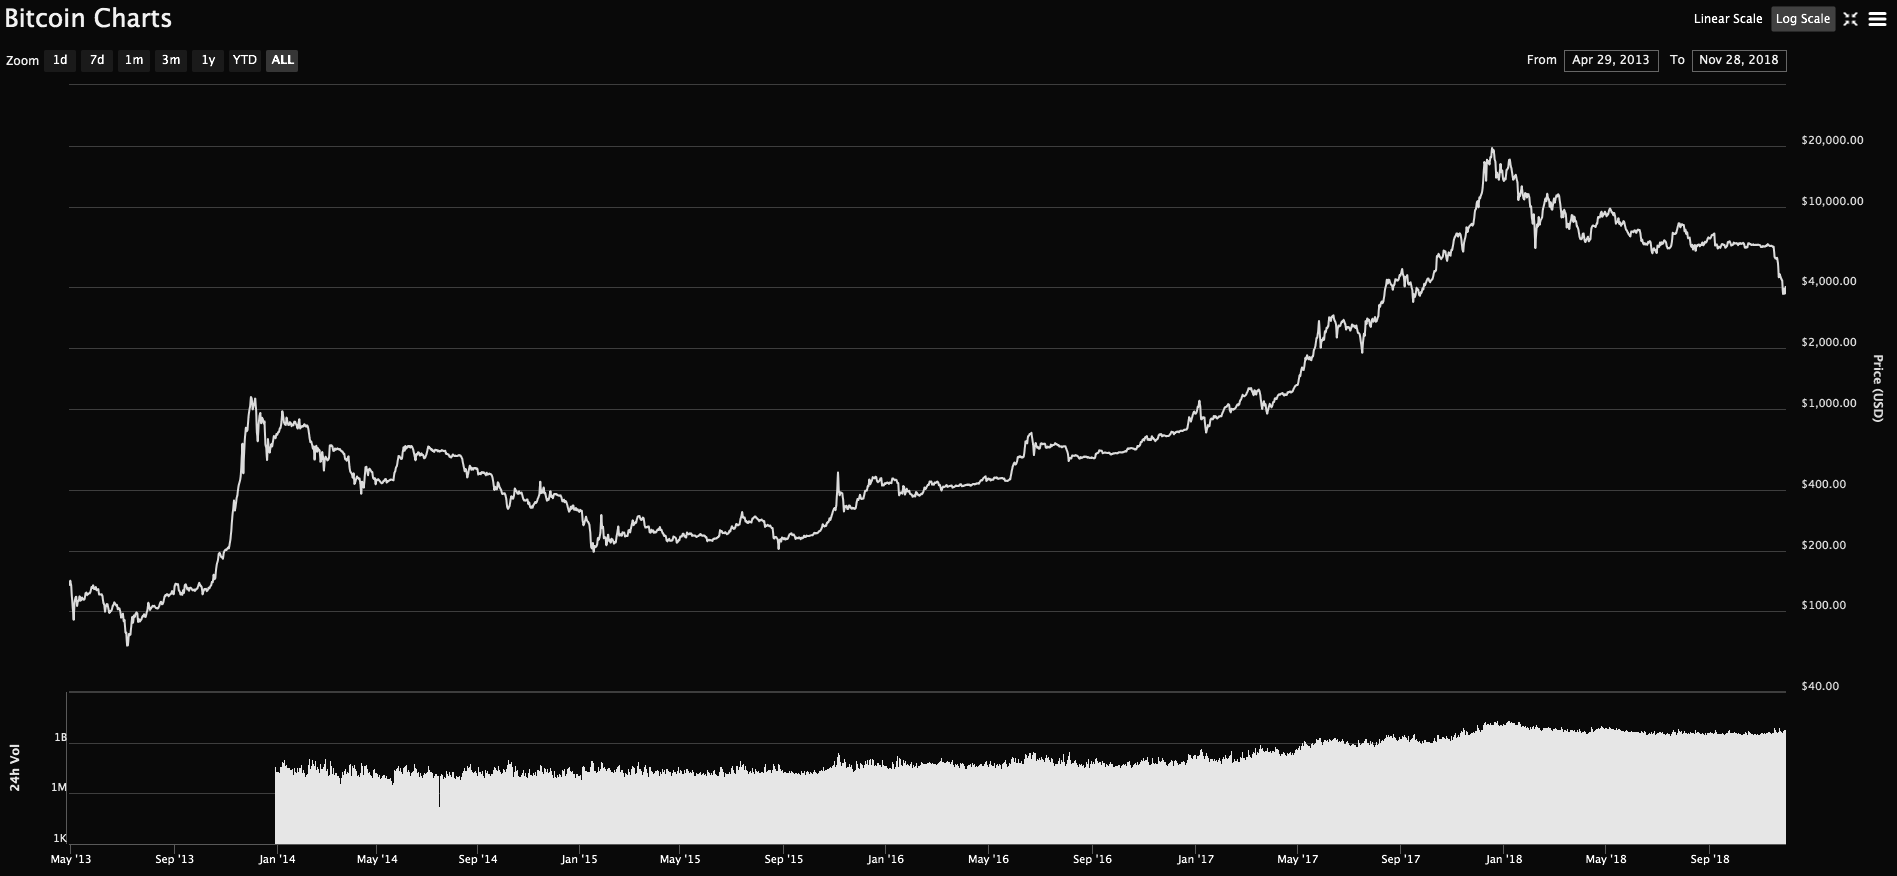 Bitcoin Charts
Linear Scale Log Scale
Zoom 1d 7d 1m 3m 1y YTD ALL
From Apr 29, 2013 To Nov 28, 2018
$20,000.00
$10,000.00
$4,000.00
$2,000.00
$1,000.00
$400.00
$200.00
$100.00
$40.00
Price (USD)
24h Vol
1B
1M
1K
May '13 Sep '13 Jan '14 May '14 Sep '14 Jan '15 May '15 Sep '15 Jan '16 May '16 Sep '16 Jan '17 May '17 Sep '17 Jan '18 May '18 Sep '18